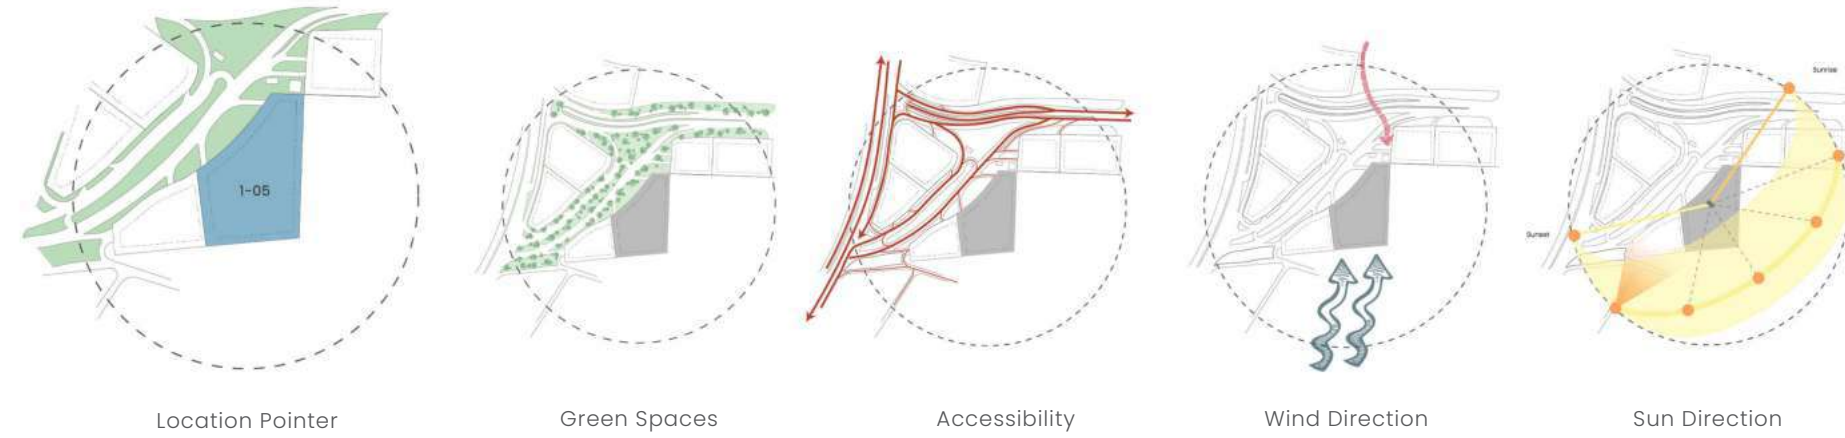 1-05
Sunrise
Sunset
Location Pointer
Green Spaces
Accessibility
Wind Direction
Sun Direction